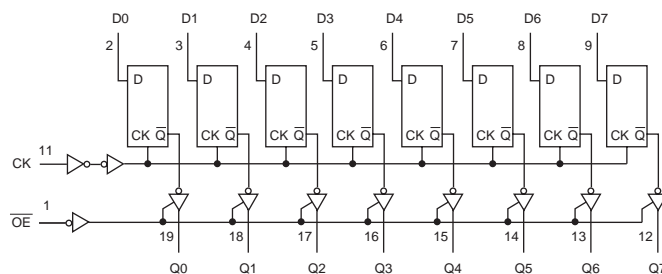 D0 D1 D2 D3 D4 D5 D6 D7
2 3 4 5 6 7 8 9
D D D D D D D D
CK Q̅ CK Q̅ CK Q̅ CK Q̅ CK Q̅ CK Q̅ CK Q̅ CK Q̅
11
CK
1
O̅E̅
19 18 17 16 15 14 13 12
Q0 Q1 Q2 Q3 Q4 Q5 Q6 Q7